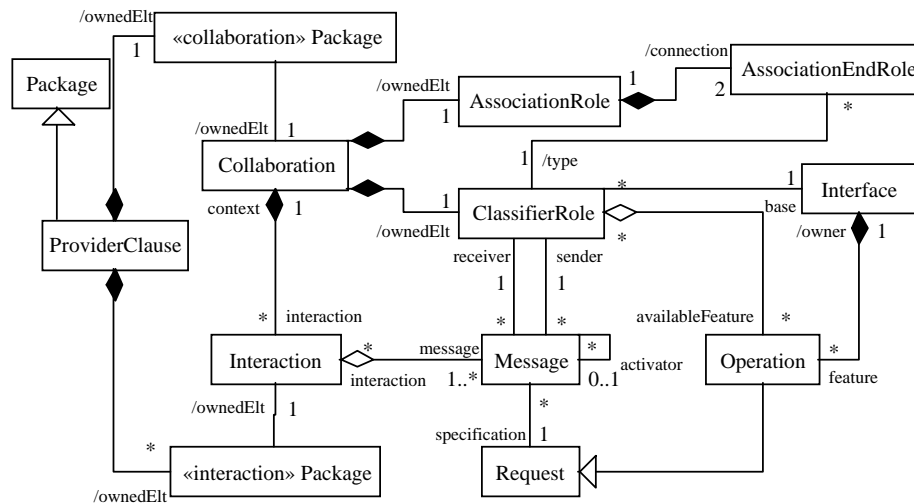 /ownedElt
1
«collaboration» Package
/connection
AssociationEndRole
Package
/ownedElt
1
AssociationRole
1
2
*
/ownedElt
1
Collaboration
1
/type
context
1
1
/ownedElt
ClassifierRole
*
*
1
base
Interface
/owner
1
ProviderClause
receiver
1
sender
1
*
interaction
*
*
availableFeature
*
Interaction
*
interaction
message
1..*
Message
*
0..1
activator
Operation
*
feature
/ownedElt
1
*
specification
1
*
/ownedElt
«interaction» Package
Request